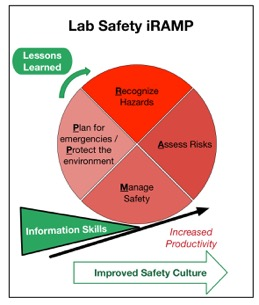 Lab Safety iRAMP
Lessons
Learned
Recognize
Hazards
Plan for
emergencies /
Protect the
environment
Assess Risks
Manage
Safety
Information Skills
Increased
Productivity
Improved Safety Culture